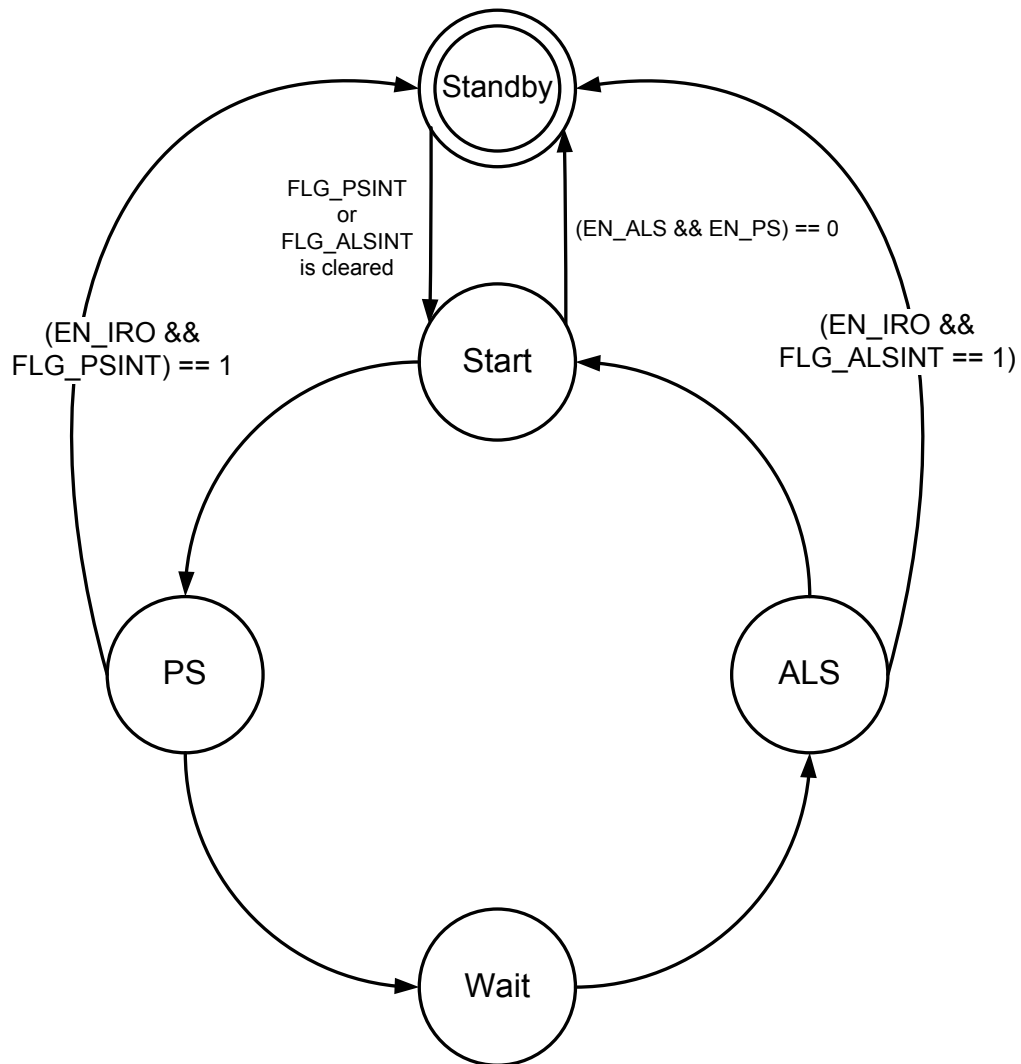 Standby
FLG_PSINT
or
FLG_ALSINT
is cleared
(EN_ALS && EN_PS) == 0
(EN_IRO &&
FLG_PSINT) == 1
Start
(EN_IRO &&
FLG_ALSINT == 1)
PS
ALS
Wait